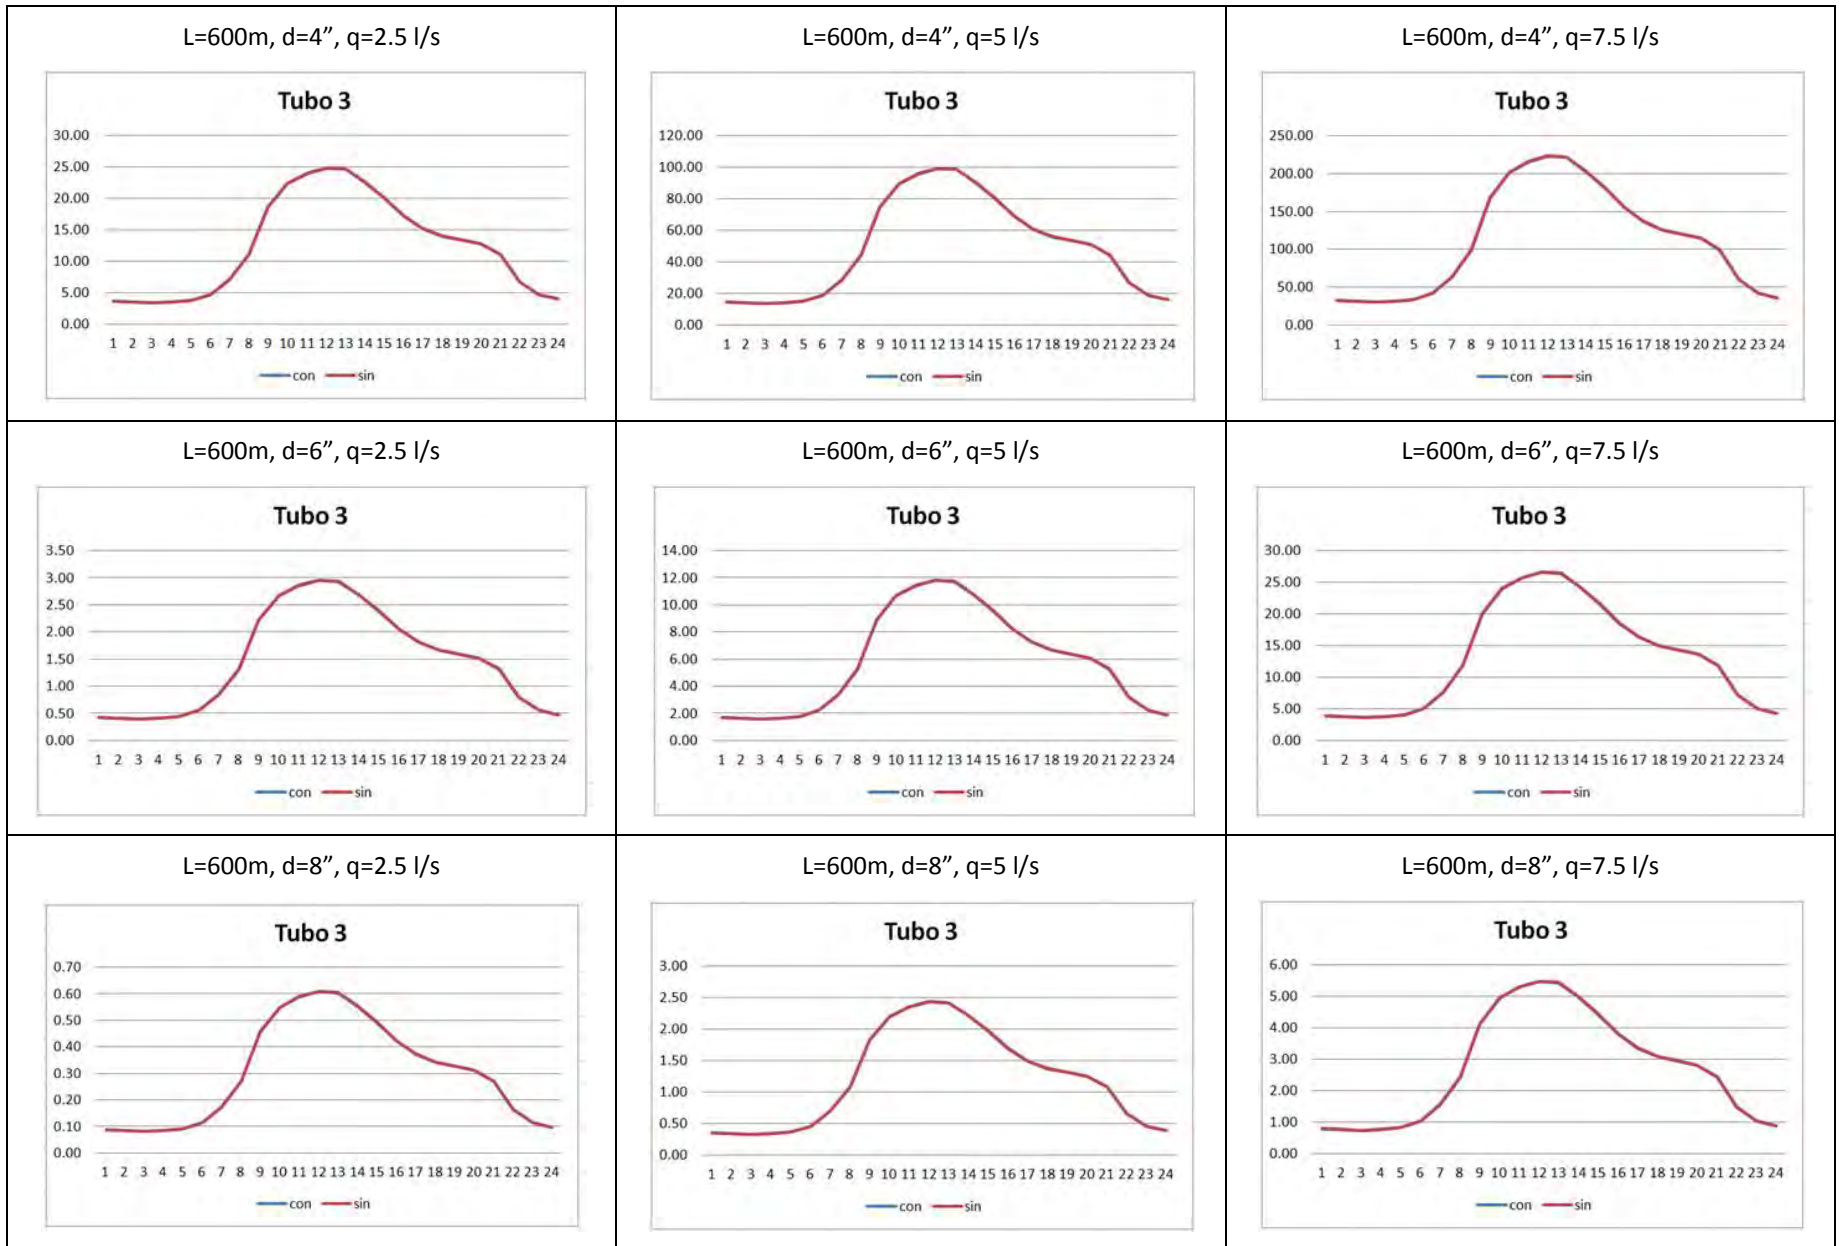 L=600m, d=4”, q=2.5 l/s
Tubo 3
30.00
25.00
20.00
15.00
10.00
5.00
0.00
1 2 3 4 5 6 7 8 9 10 11 12 13 14 15 16 17 18 19 20 21 22 23 24
con sin
L=600m, d=4”, q=5 l/s
Tubo 3
120.00
100.00
80.00
60.00
40.00
20.00
0.00
1 2 3 4 5 6 7 8 9 10 11 12 13 14 15 16 17 18 19 20 21 22 23 24
con sin
L=600m, d=4”, q=7.5 l/s
Tubo 3
250.00
200.00
150.00
100.00
50.00
0.00
1 2 3 4 5 6 7 8 9 10 11 12 13 14 15 16 17 18 19 20 21 22 23 24
con sin
L=600m, d=6”, q=2.5 l/s
Tubo 3
3.50
3.00
2.50
2.00
1.50
1.00
0.50
0.00
1 2 3 4 5 6 7 8 9 10 11 12 13 14 15 16 17 18 19 20 21 22 23 24
con sin
L=600m, d=6”, q=5 l/s
Tubo 3
14.00
12.00
10.00
8.00
6.00
4.00
2.00
0.00
1 2 3 4 5 6 7 8 9 10 11 12 13 14 15 16 17 18 19 20 21 22 23 24
con sin
L=600m, d=6”, q=7.5 l/s
Tubo 3
30.00
25.00
20.00
15.00
10.00
5.00
0.00
1 2 3 4 5 6 7 8 9 10 11 12 13 14 15 16 17 18 19 20 21 22 23 24
con sin
L=600m, d=8”, q=2.5 l/s
Tubo 3
0.70
0.60
0.50
0.40
0.30
0.20
0.10
0.00
1 2 3 4 5 6 7 8 9 10 11 12 13 14 15 16 17 18 19 20 21 22 23 24
con sin
L=600m, d=8”, q=5 l/s
Tubo 3
3.00
2.50
2.00
1.50
1.00
0.50
0.00
1 2 3 4 5 6 7 8 9 10 11 12 13 14 15 16 17 18 19 20 21 22 23 24
con sin
L=600m, d=8”, q=7.5 l/s
Tubo 3
6.00
5.00
4.00
3.00
2.00
1.00
0.00
1 2 3 4 5 6 7 8 9 10 11 12 13 14 15 16 17 18 19 20 21 22 23 24
con sin